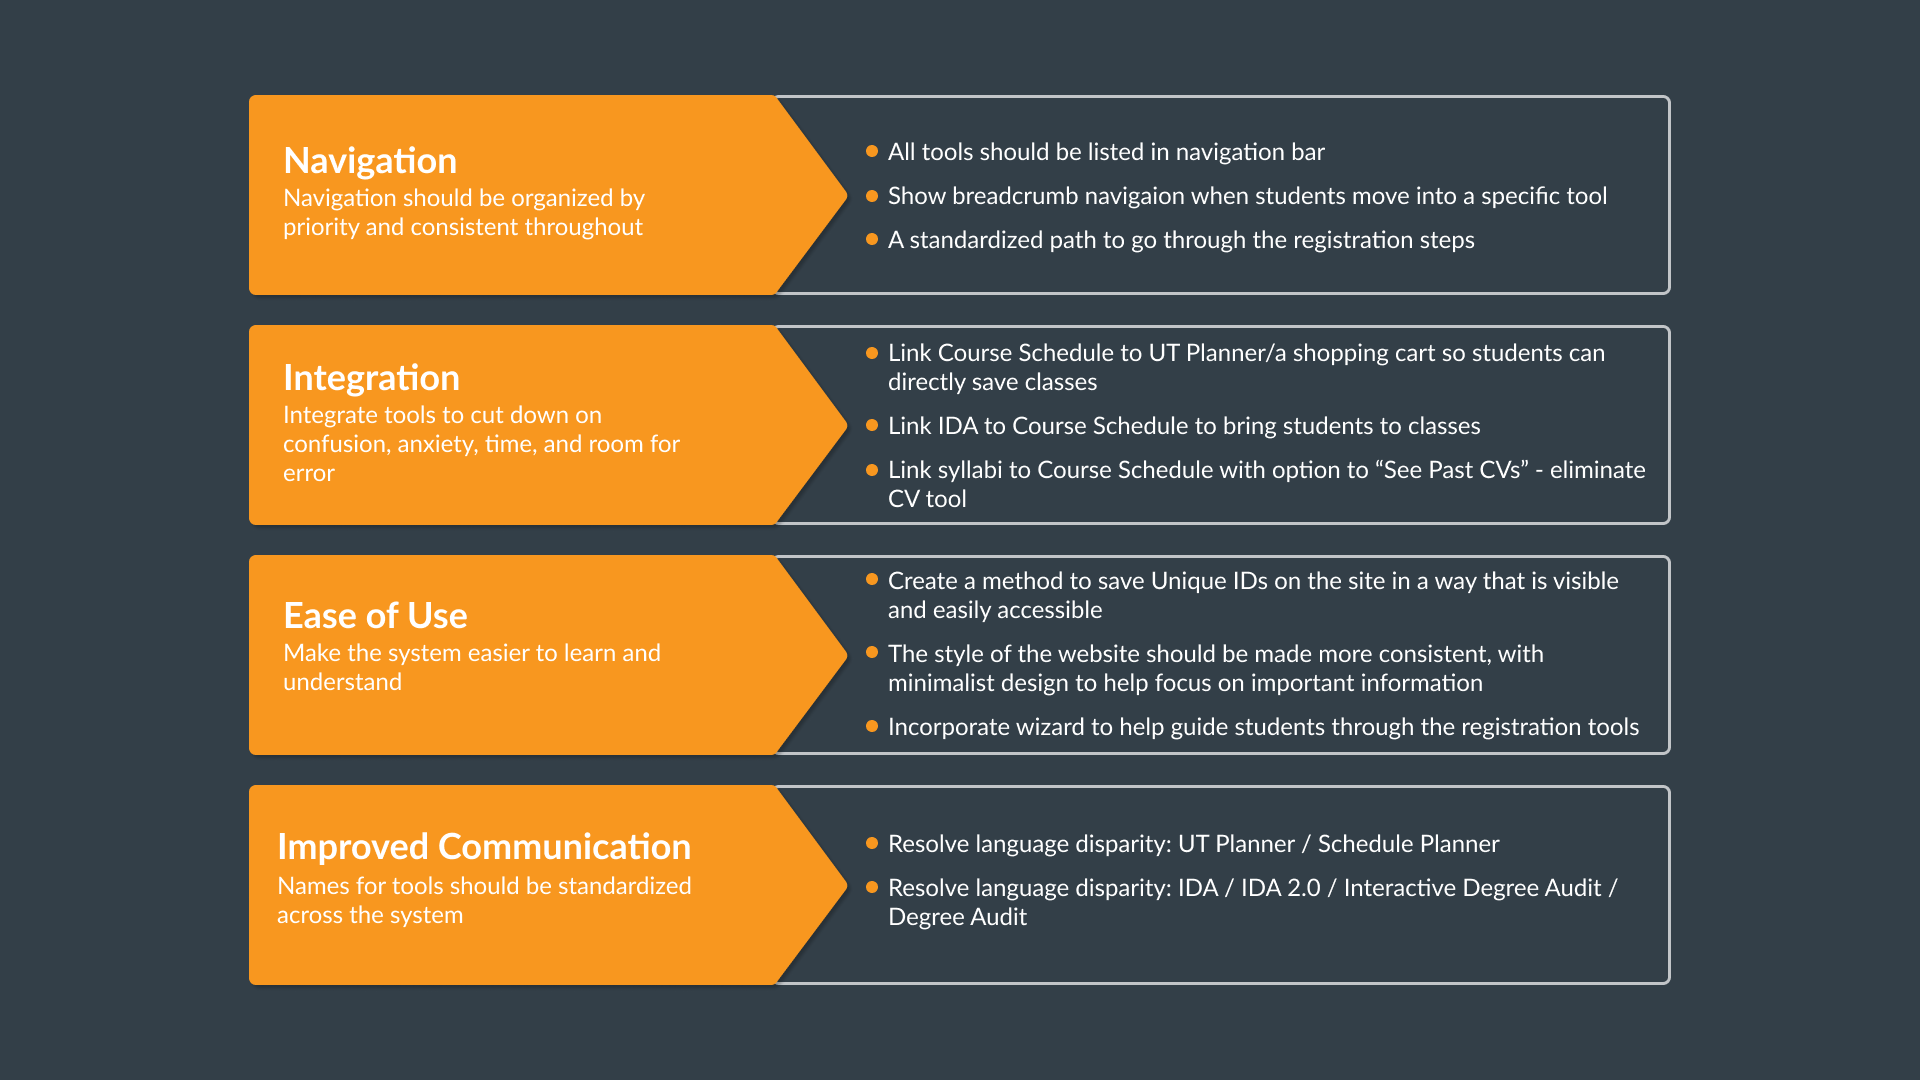 Navigation
Navigation should be organized by
priority and consistent throughout
All tools should be listed in navigation bar
Show breadcrumb navigaion when students move into a specific tool
A standardized path to go through the registration steps
Integration
Integrate tools to cut down on
confusion, anxiety, time, and room for
error
Link Course Schedule to UT Planner/a shopping cart so students can
directly save classes
Link IDA to Course Schedule to bring students to classes
Link syllabi to Course Schedule with option to “See Past CVs” - eliminate
CV tool
Ease of Use
Make the system easier to learn and
understand
Create a method to save Unique IDs on the site in a way that is visible
and easily accessible
The style of the website should be made more consistent, with
minimalist design to help focus on important information
Incorporate wizard to help guide students through the registration tools
Improved Communication
Names for tools should be standardized
across the system
Resolve language disparity: UT Planner / Schedule Planner
Resolve language disparity: IDA / IDA 2.0 / Interactive Degree Audit /
Degree Audit